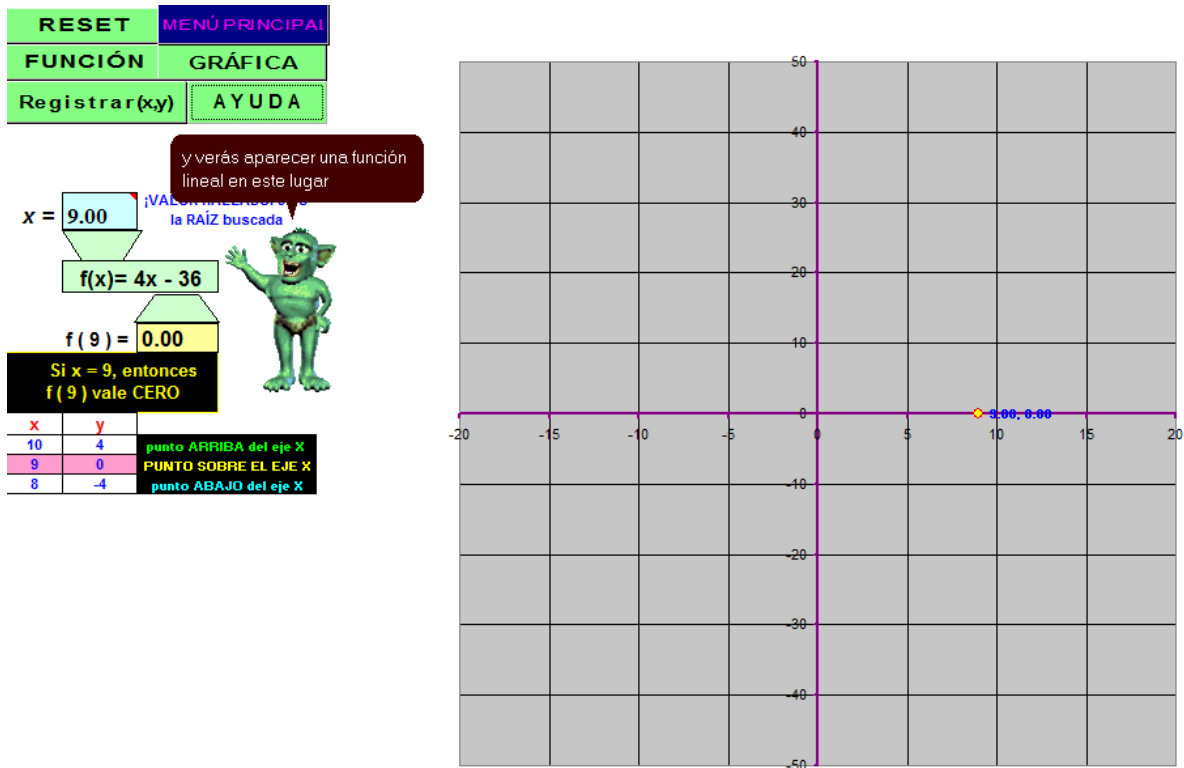 RESET MENÚ PRINCIPAL
FUNCIÓN GRÁFICA
Registrar(x,y) AYUDA
y verás aparecer una función
lineal en este lugar
x = 9.00
la RAÍZ buscada
f(x)= 4x - 36
f ( 9 ) = 0.00
Si x = 9, entonces
f ( 9 ) vale CERO
x y
10 4 punto ARRIBA del eje X
9 0 PUNTO SOBRE EL EJE X
8 -4 punto ABAJO del eje X
50
40
30
20
10
0
9.00, 0.00
-20 -15 -10 -5 0 5 10 15 20
-10
-20
-30
-40
-50